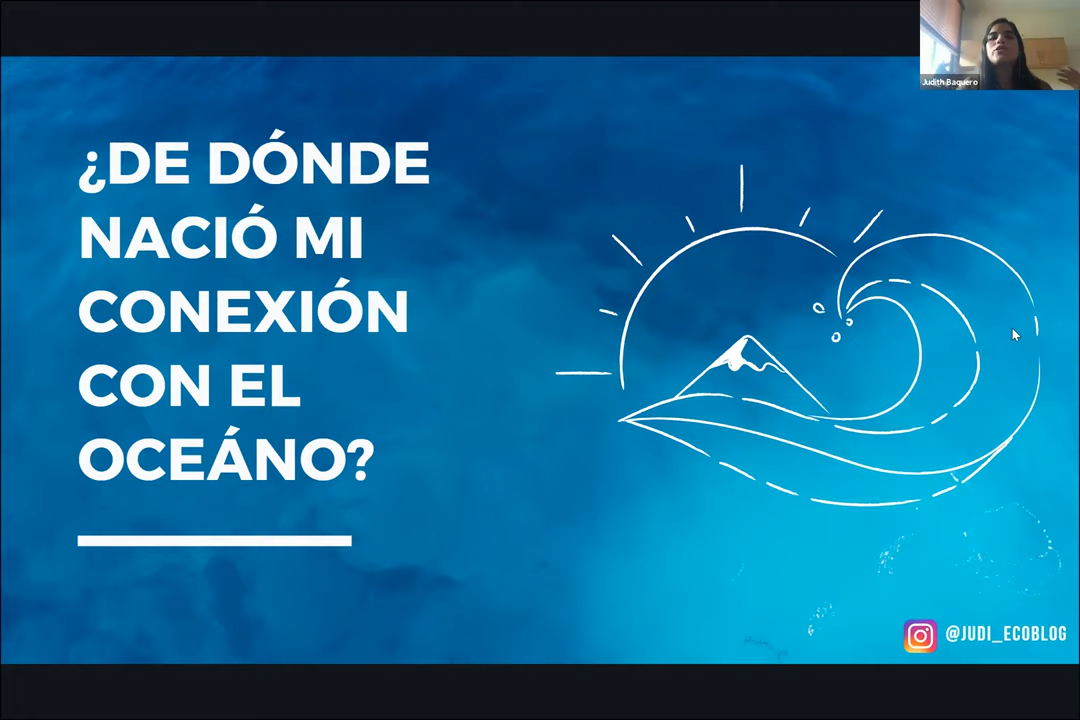 Judith Baquero
¿DE DÓNDE
NACIÓ MI
CONEXIÓN
CON EL
OCEÁNO?
@JUDI_ECOBLOG